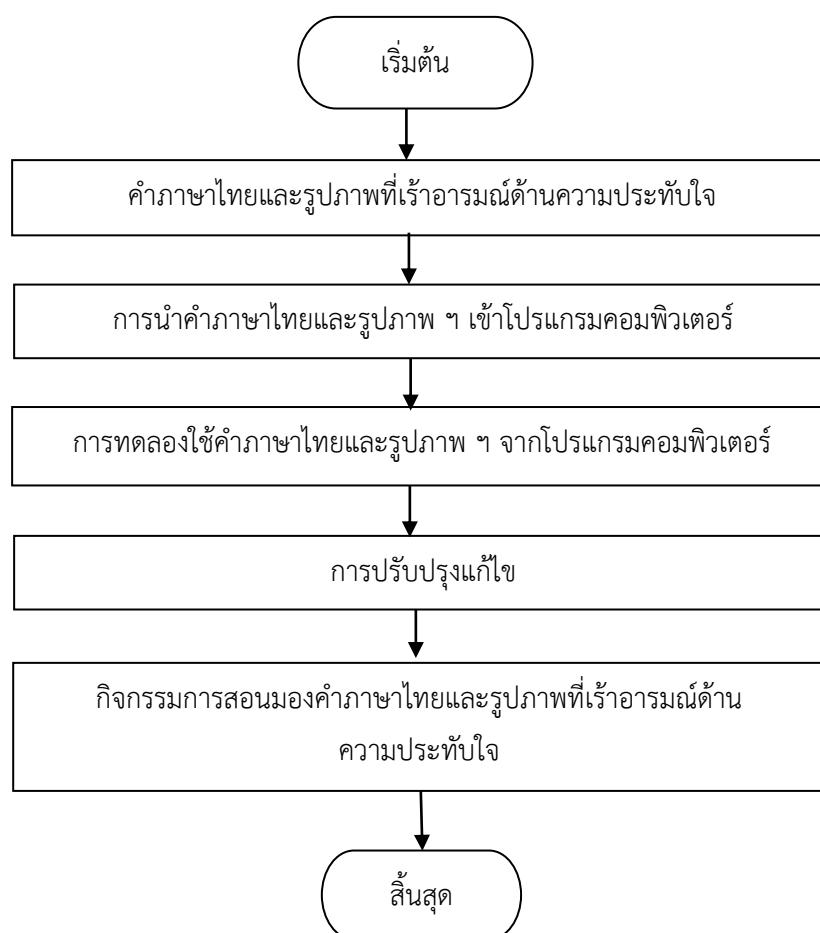 เริ่มต้น
คำภาษาไทยและรูปภาพที่เร้าอารมณ์ด้านความประทับใจ
การนำคำภาษาไทยและรูปภาพ ฯ เข้าโปรแกรมคอมพิวเตอร์
การทดลองใช้คำภาษาไทยและรูปภาพ ฯ จากโปรแกรมคอมพิวเตอร์
การปรับปรุงแก้ไข
กิจกรรมการสอนมองคำภาษาไทยและรูปภาพที่เร้าอารมณ์ด้าน
ความประทับใจ
สิ้นสุด